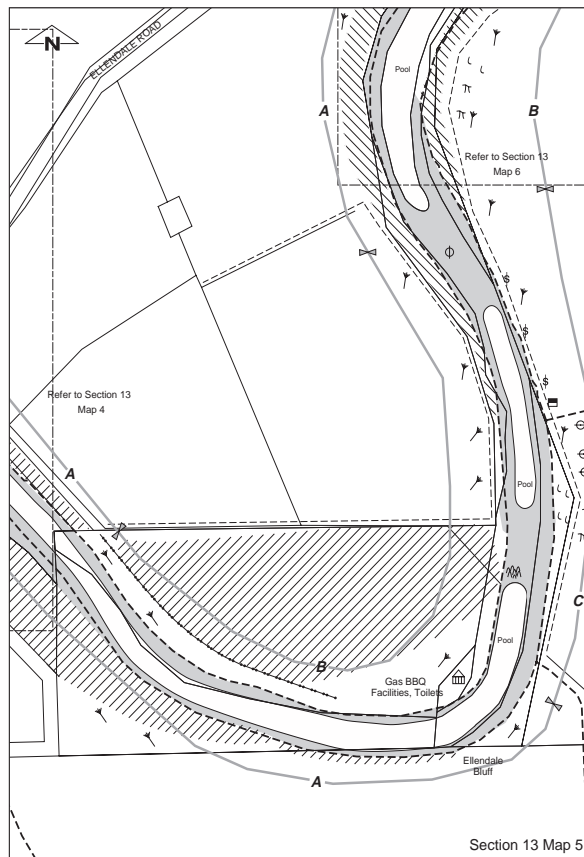 N
ELLENDALE ROAD
Pool
A
B
Refer to Section 13
Map 6
Refer to Section 13
Map 4
A
Pool
C
Pool
B
Gas BBQ
Facilities, Toilets
Ellendale
Bluff
A
Section 13 Map 5